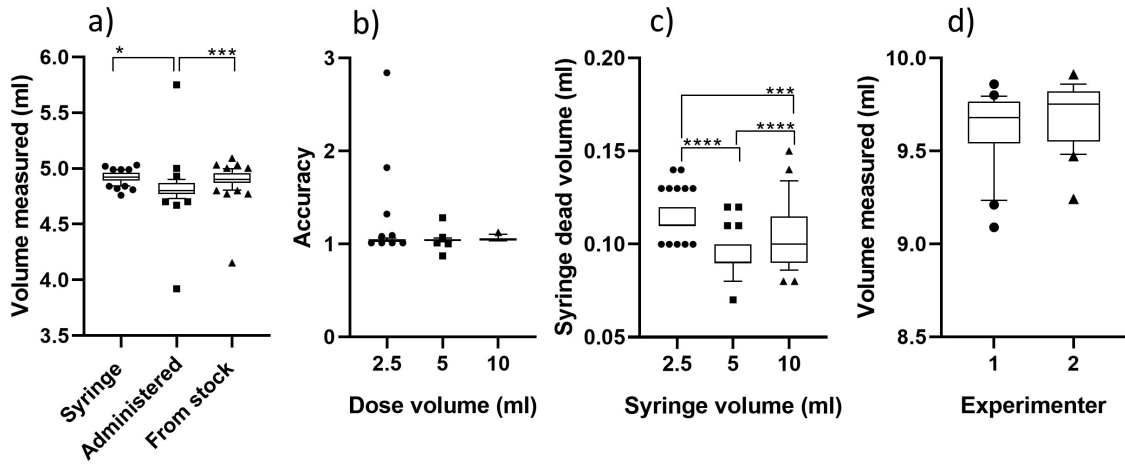 a)
Volume measured (ml)
6.0
5.5
5.0
4.5
4.0
3.5
*
***
Syringe
Administered
From stock
b)
Accuracy
3
2
1
0
2.5 5 10
Dose volume (ml)
c)
Syringe dead volume (ml)
0.20
0.15
0.10
0.05
***
****
****
2.5 5 10
Syringe volume (ml)
d)
Volume measured (ml)
10.0
9.5
9.0
8.5
1 2
Experimenter